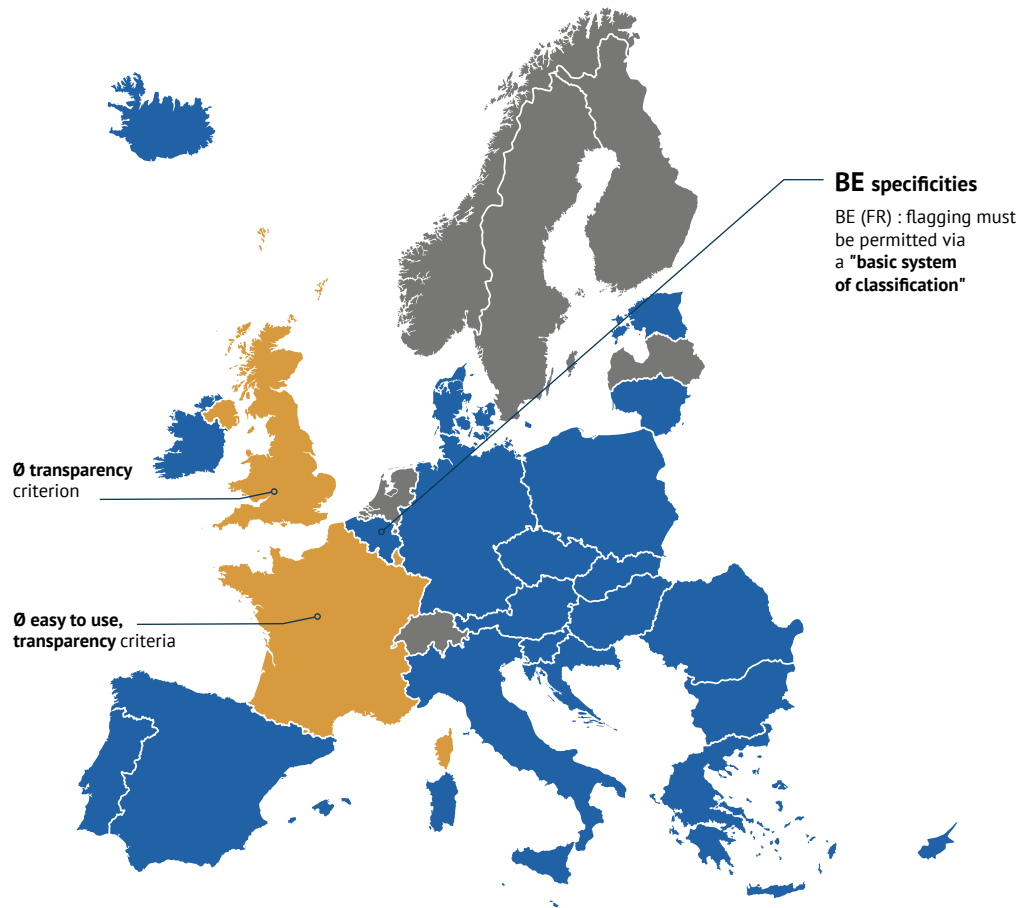 BE specificities
BE (FR) : flagging must
be permitted via
a "basic system
of classification"
Ø transparency
criterion
Ø easy to use,
transparency criteria